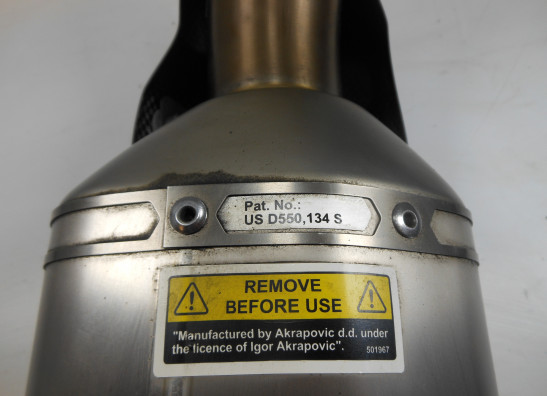 Pat. No.:
US D550,134 S
REMOVE
BEFORE USE
"Manufactured by Akrapovic d.d. under
the licence of Igor Akrapovic".
501967